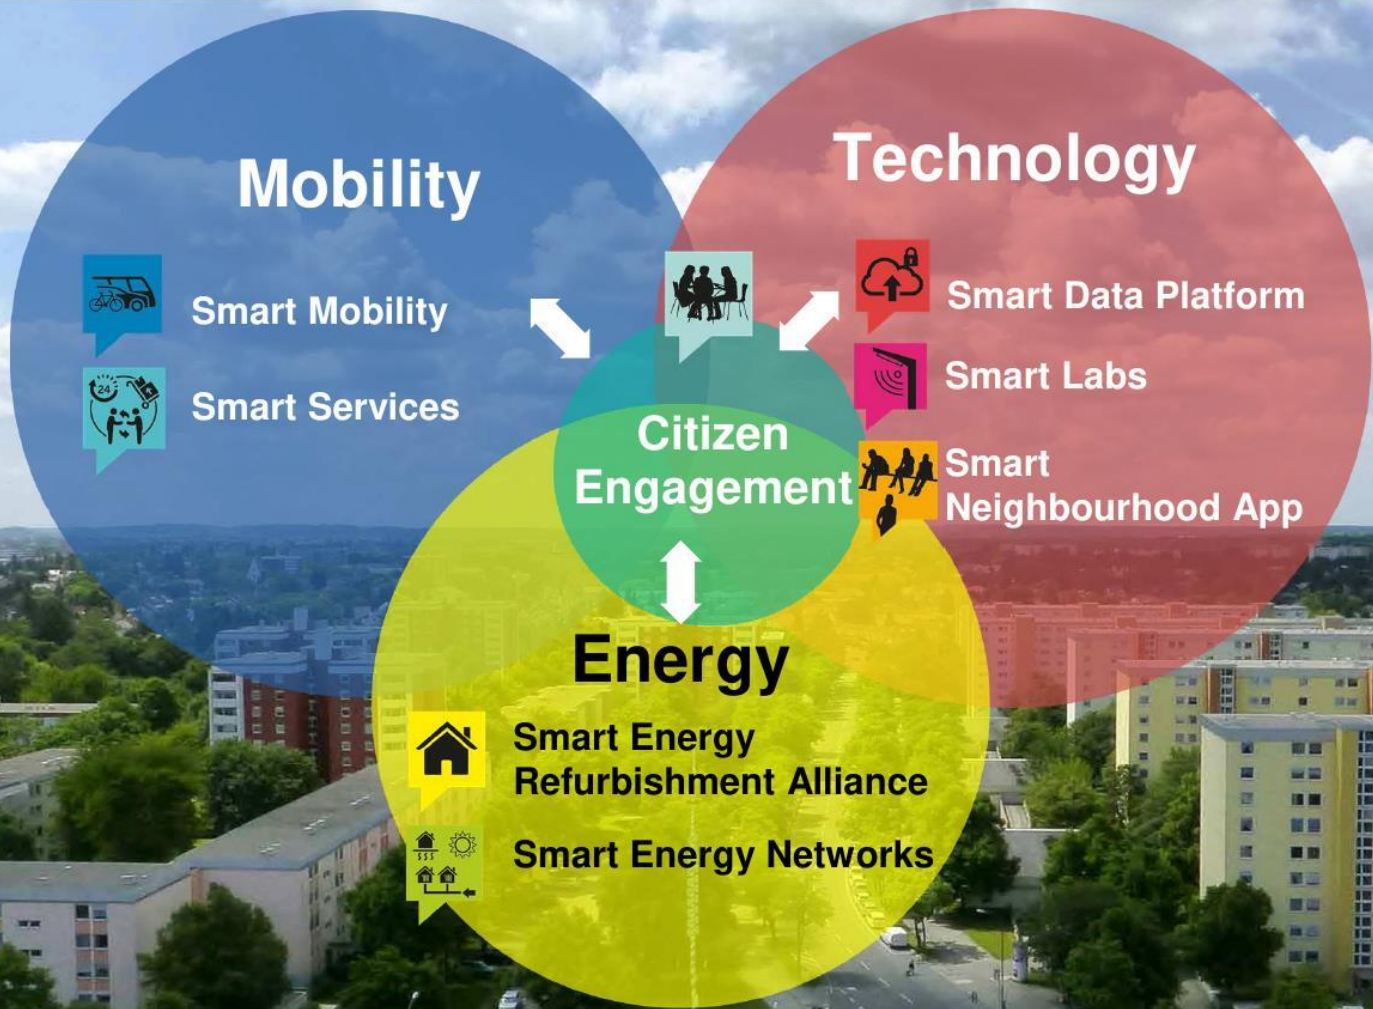 Mobility
Smart Mobility
24
Smart Services
Technology
Smart Data Platform
Smart Labs
Smart
Neighbourhood App
Citizen
Engagement
Energy
Smart Energy
Refurbishment Alliance
Smart Energy Networks